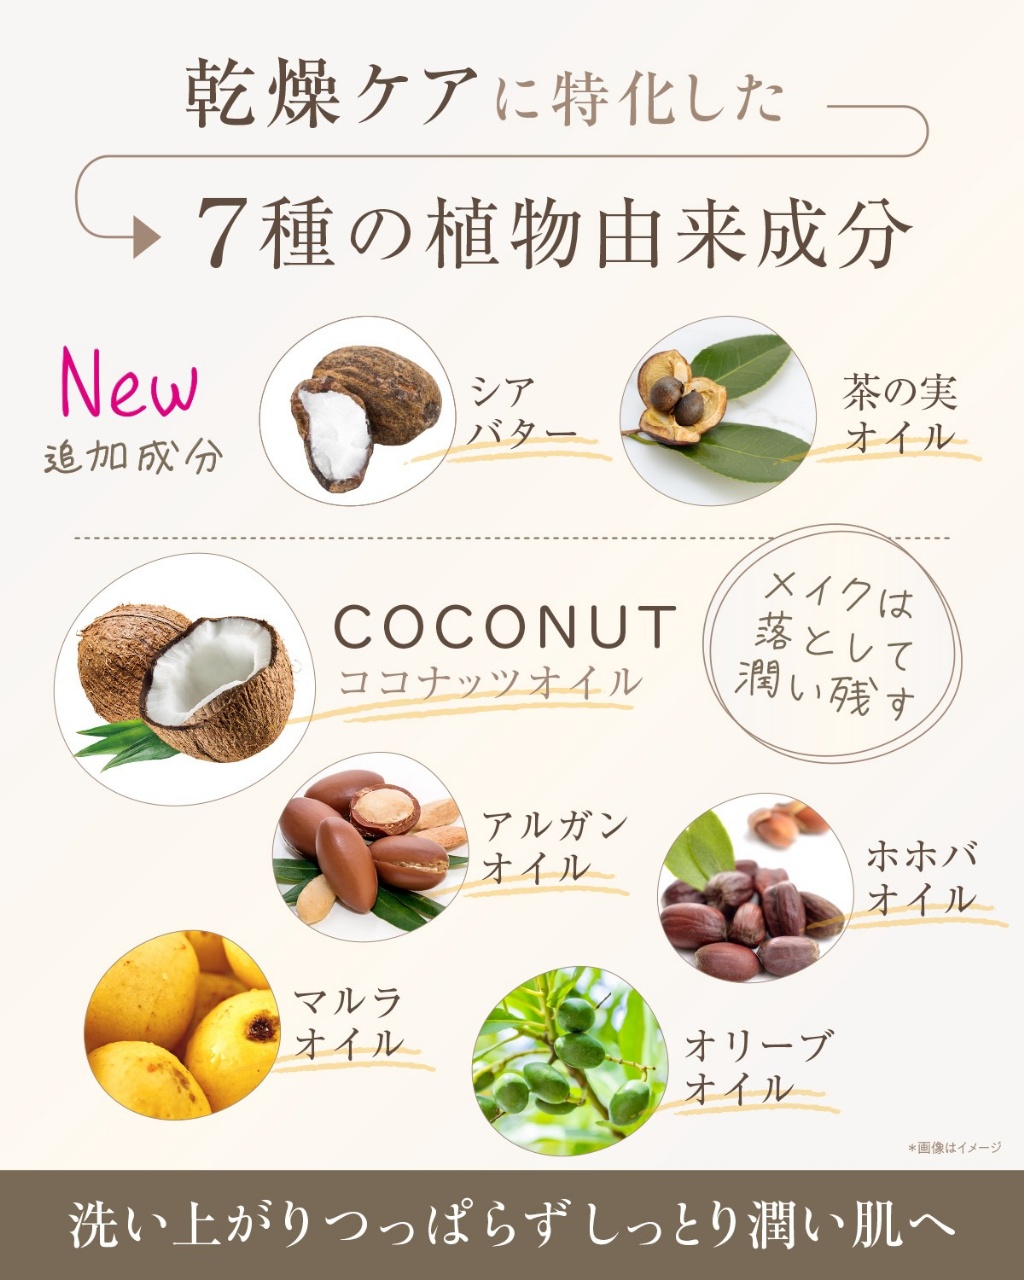 乾燥ケアに特化した
7種の植物由来成分
New
追加成分
シア
バター
茶の実
オイル
COCONUT
ココナッツオイル
メイクは
落として
潤い残す
アルガン
オイル
ホホバ
オイル
マルラ
オイル
オリーブ
オイル
*画像はイメージ
洗い上がりつっぱらずしっとり潤い肌へ